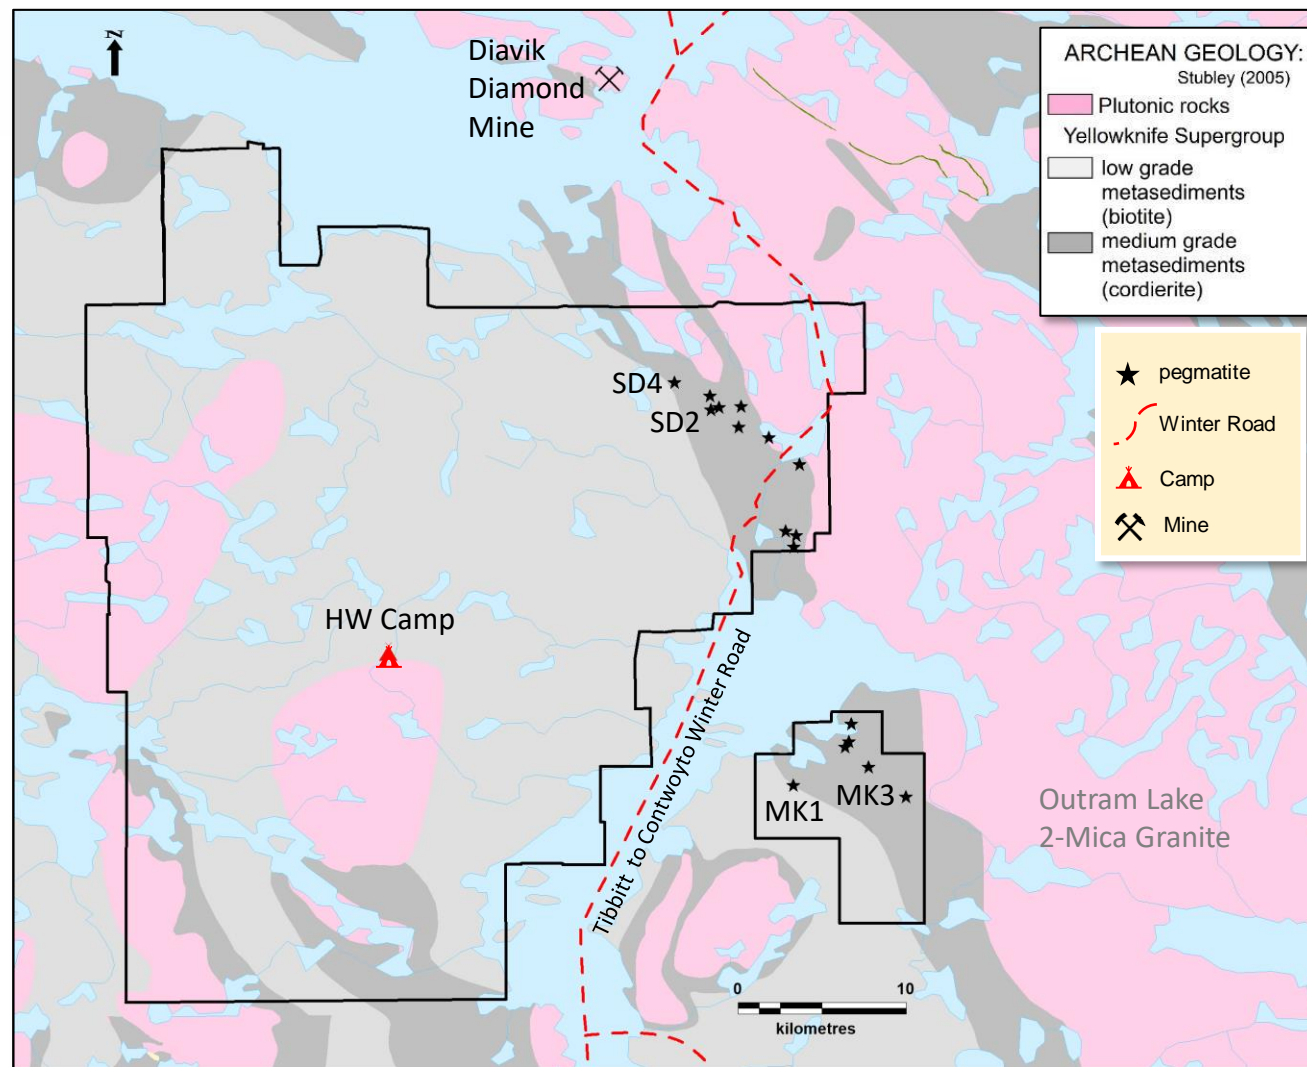 N
Diavik
Diamond
Mine
ARCHEAN GEOLOGY:
Stubley (2005)
Plutonic rocks
Yellowknife Supergroup
low grade
metasediments
(biotite)
medium grade
metasediments
(cordierite)
pegmatite
Winter Road
Camp
Mine
SD4
SD2
HW Camp
Tibbitt to Contwoyto Winter Road
MK1
MK3
Outram Lake
2-Mica Granite
0 10
kilometres